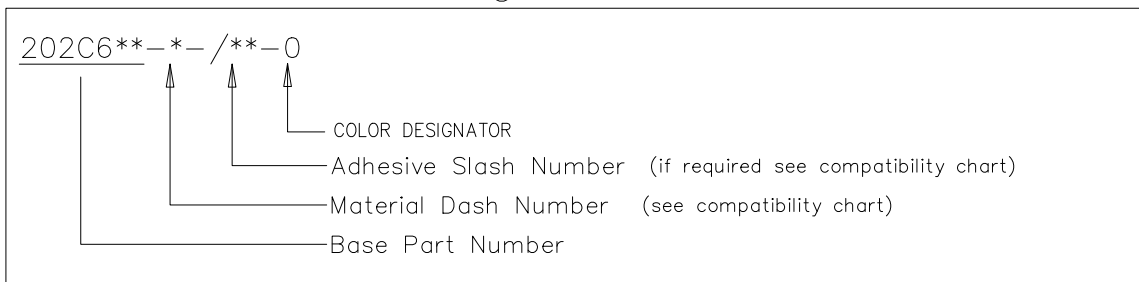 202C6**-*-/**-0
COLOR DESIGNATOR
Adhesive Slash Number (if required see compatibility chart)
Material Dash Number (see compatibility chart)
Base Part Number